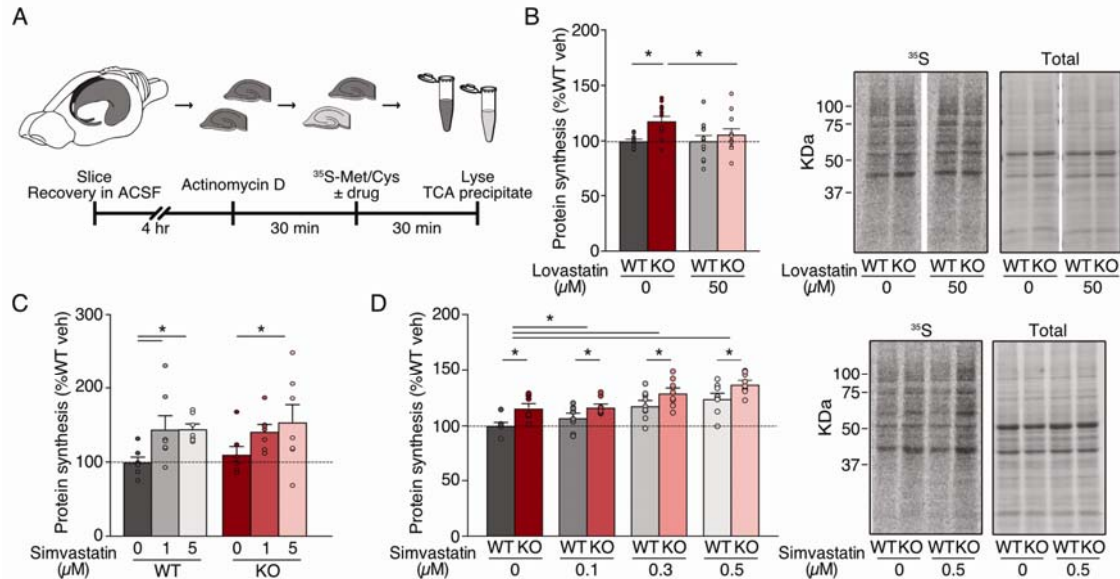 A
Slice
Recovery in ACSF
Actinomycin D
³⁵S-Met/Cys
± drug
Lyse
TCA precipitate
4 hr
30 min
30 min
B
Protein synthesis (%WT veh)
200
150
100
50
0
*
*
WT KO WT KO
Lovastatin
(µM)
0
50
³⁵S
Total
KDa
100
75
50
37
WT KO WT KO
WT KO WT KO
Lovastatin
(µM)
0
50
0
50
C
Protein synthesis (%WT veh)
300
200
150
100
0
*
*
Simvastatin
(µM)
0 1 5
0 1 5
WT
KO
D
Protein synthesis (%WT veh)
200
150
100
50
0
*
* * * *
WT KO WT KO WT KO WT KO
Simvastatin
(µM)
0
0.1
0.3
0.5
³⁵S
Total
KDa
100
75
50
37
WT KO WT KO
WT KO WT KO
Simvastatin
(µM)
0
0.5
0
0.5